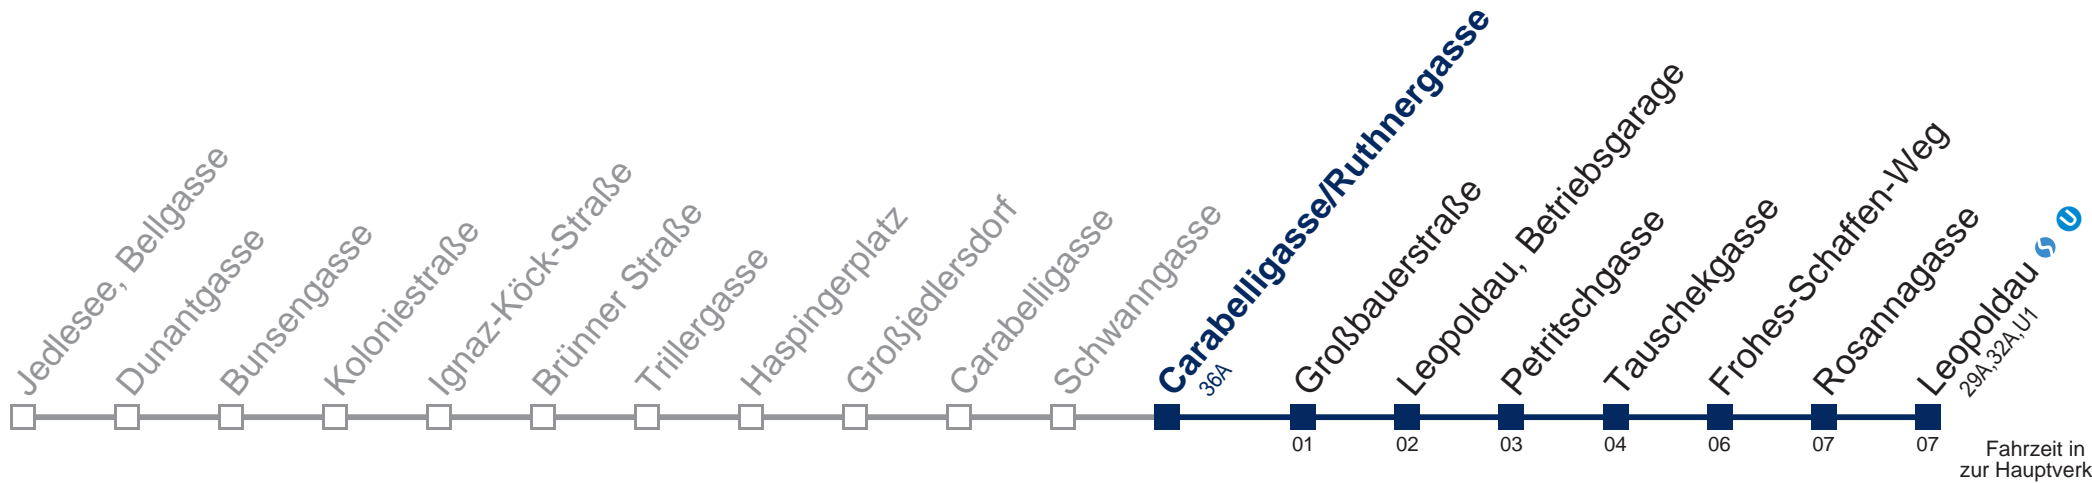 Jedlesee, Bellgasse
Dunantgasse
Bunsengasse
Koloniestraße
Ignaz-Köck-Straße
Brünner Straße
Trillergasse
Haspingerplatz
Großjedlersdorf
Carabelligasse
Schwanngasse
Carabelligasse/Ruthnergasse
36A
Großbauerstraße
Leopoldau, Betriebsgarage
Petritschgasse
Tauschekgasse
Frohes-Schaffen-Weg
Rosannagasse
Leopoldau S U
29A,32A,U1
01 02 03 04 06 07 07
Fahrzeit in
zur Hauptverk